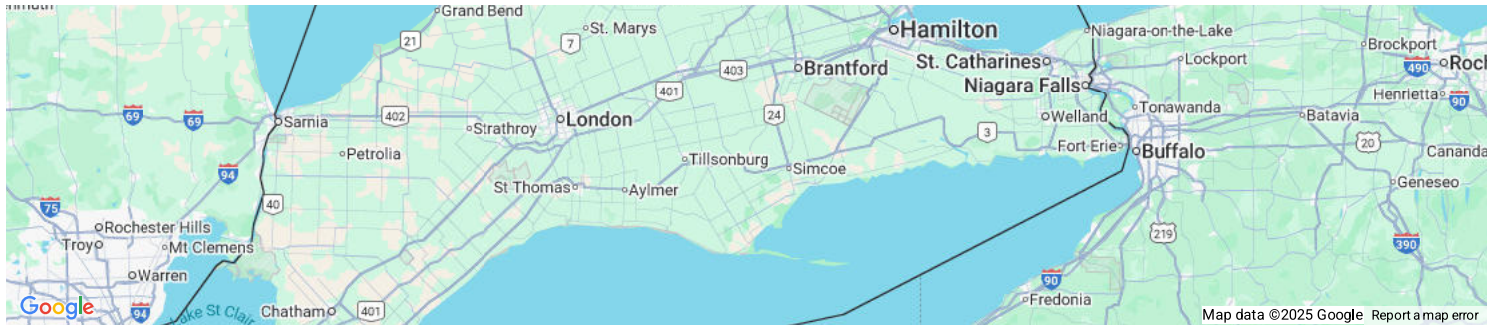 Grand Bend
St. Marys
Hamilton
Niagara-on-the-Lake
Brockport
21
7
403
Brantford
St. Catharines
Lockport
490
Niagara Falls
401
Henrietta
90
69
69
Sarnia
402
Strathroy
London
24
Welland
Tonawanda
Batavia
3
20
Petrolia
Tillsonburg
Simcoe
Fort Erie
Buffalo
94
St Thomas
Aylmer
Geneseo
75
40
Rochester Hills
Troy
Mt Clemens
219
390
Warren
90
Fredonia
Google
94
Chatham
401
Map data ©2025 Google
Report a map error